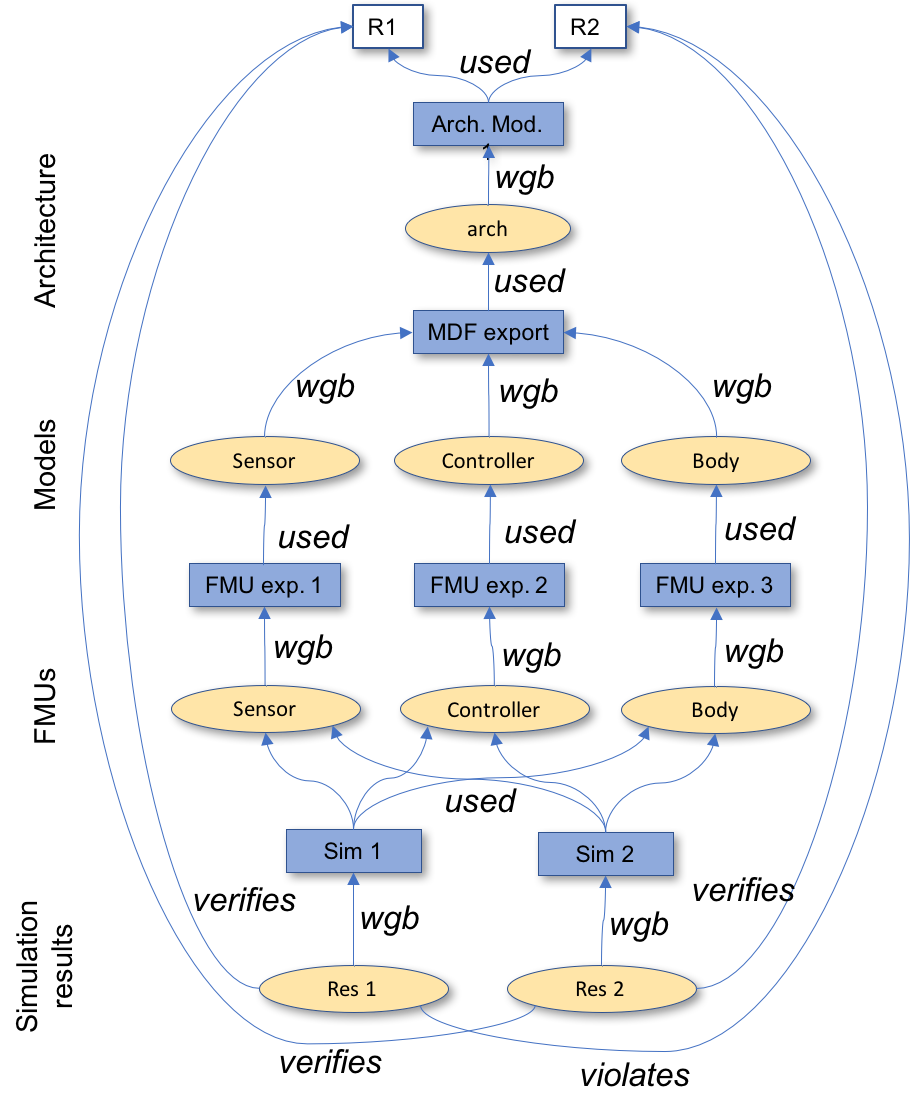 R1
R2
used
Arch. Mod.
1
wgb
Architecture
arch
used
MDF export
wgb
wgb
wgb
Models
Sensor
Controller
Body
used
used
used
FMU exp. 1
FMU exp. 2
FMU exp. 3
wgb
wgb
wgb
FMUs
Sensor
Controller
Body
used
Sim 1
Sim 2
verifies
wgb
wgb
verifies
Simulation
results
Res 1
Res 2
verifies
violates